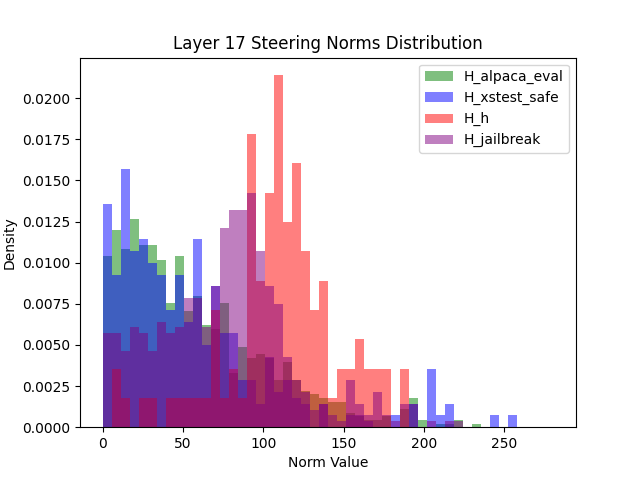 Layer 17 Steering Norms Distribution
H_alpaca_eval
H_xstest_safe
H_h
H_jailbreak
Density
0.0200
0.0175
0.0150
0.0125
0.0100
0.0075
0.0050
0.0025
0.0000
0 50 100 150 200 250
Norm Value